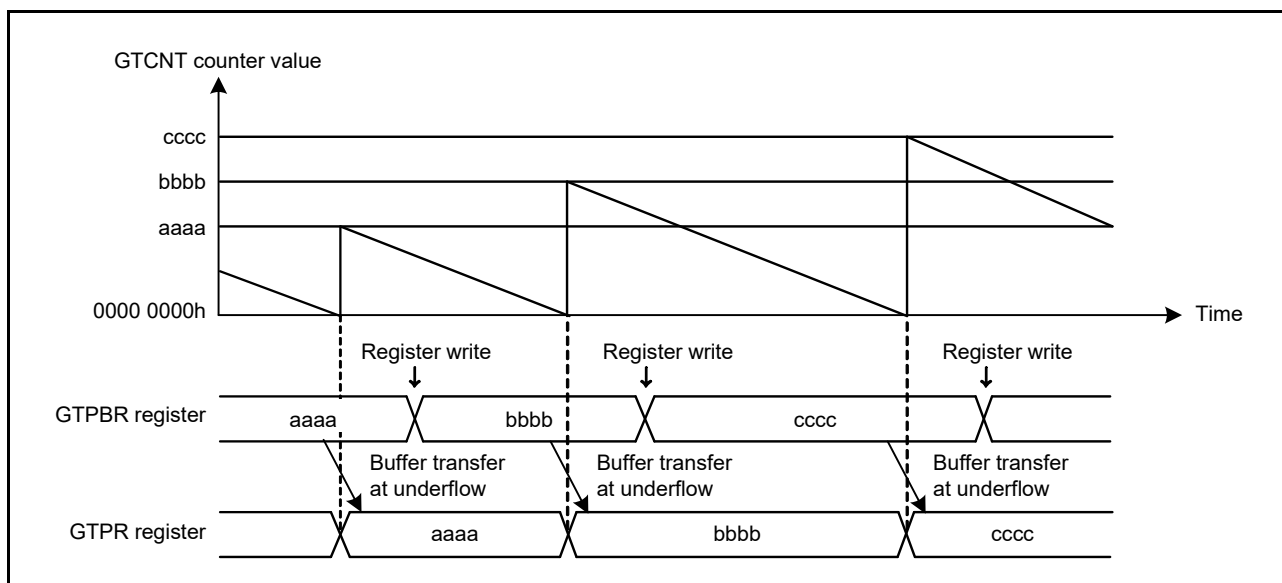 GTCNT counter value
cccc
bbbb
aaaa
0000 0000h
Time
Register write Register write Register write
GTPBR register aaaa bbbb cccc
Buffer transfer Buffer transfer Buffer transfer
at underflow at underflow at underflow
GTPR register aaaa bbbb cccc